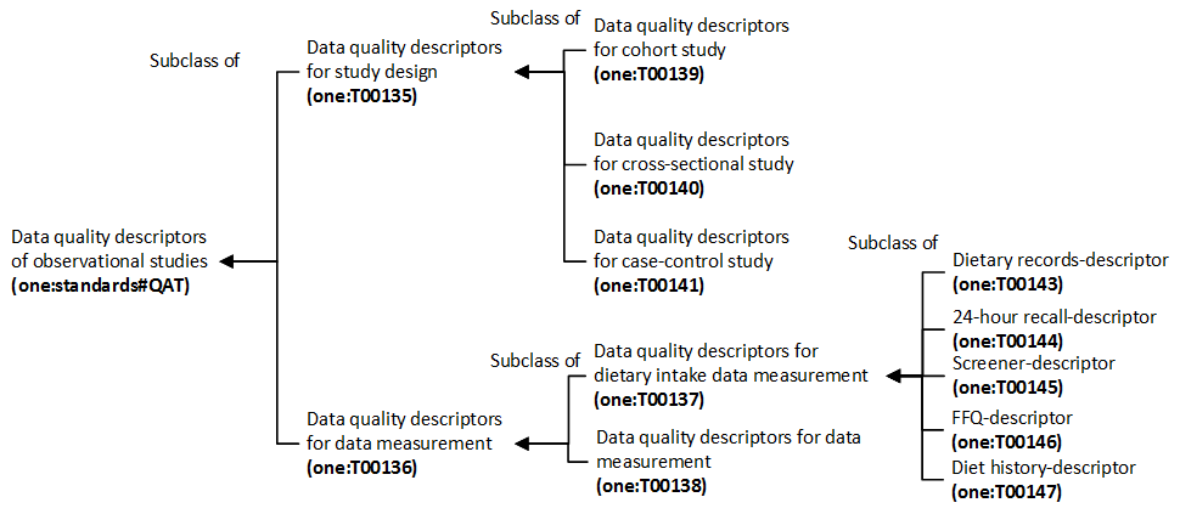 Data quality descriptors
of observational studies
(one:standards#QAT)
Subclass of
Data quality descriptors
for study design
(one:T00135)
Subclass of
Data quality descriptors
for cohort study
(one:T00139)
Data quality descriptors
for cross-sectional study
(one:T00140)
Data quality descriptors
for case-control study
(one:T00141)
Data quality descriptors
for data measurement
(one:T00136)
Subclass of
Data quality descriptors for
dietary intake data measurement
(one:T00137)
Data quality descriptors for data
measurement
(one:T00138)
Subclass of
Dietary records-descriptor
(one:T00143)
24-hour recall-descriptor
(one:T00144)
Screener-descriptor
(one:T00145)
FFQ-descriptor
(one:T00146)
Diet history-descriptor
(one:T00147)